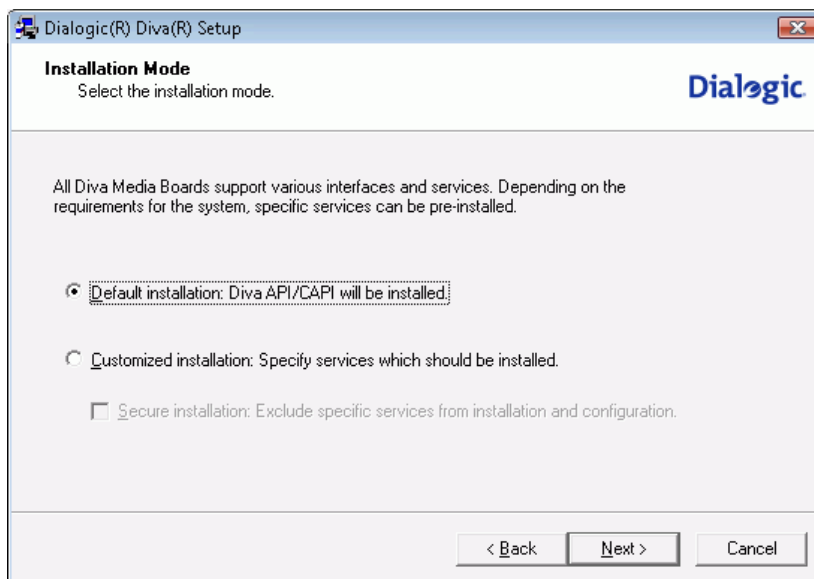 Dialogic(R) Diva(R) Setup
Installation Mode
Select the installation mode.
Dialogic.
All Diva Media Boards support various interfaces and services. Depending on the
requirements for the system, specific services can be pre-installed.
Default installation: Diva API/CAPI will be installed.
Customized installation: Specify services which should be installed.
Secure installation: Exclude specific services from installation and configuration.
< Back
Next >
Cancel